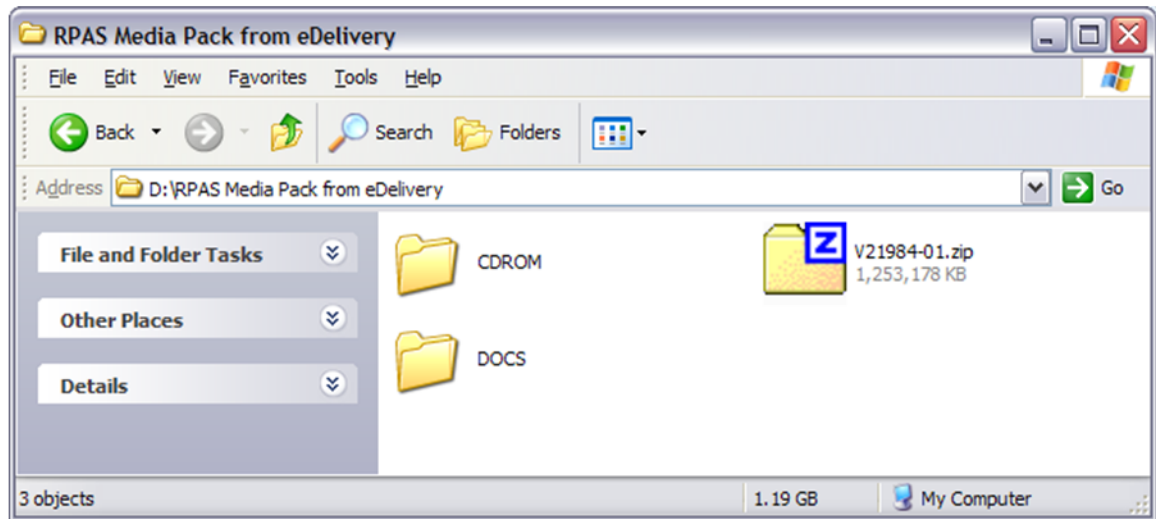 RPAS Media Pack from eDelivery
File Edit View Favorites Tools Help
Back Search Folders
Address D:\RPAS Media Pack from eDelivery Go
File and Folder Tasks
Other Places
Details
CDROM
V21984-01.zip
1,253,178 KB
DOCS
3 objects 1.19 GB My Computer